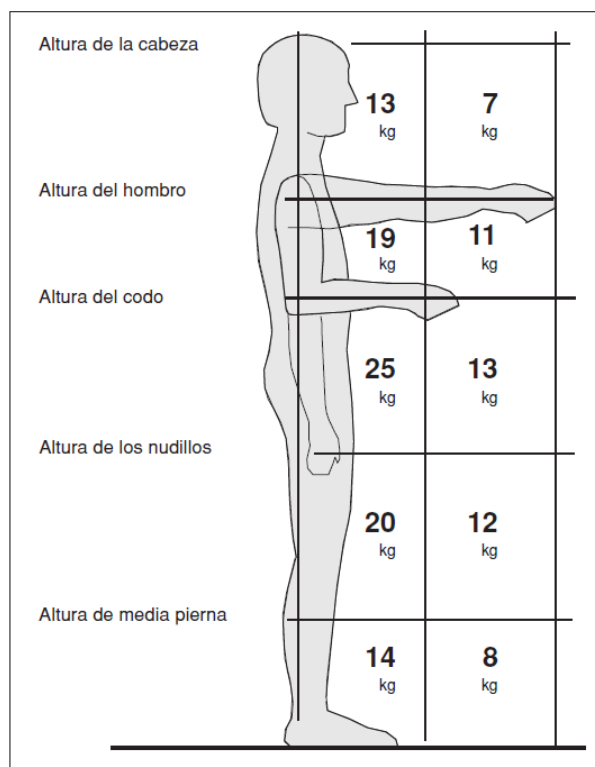 Altura de la cabeza
13 7
kg kg
Altura del hombro
19 11
kg kg
Altura del codo
25 13
kg kg
Altura de los nudillos
20 12
kg kg
Altura de media pierna
14 8
kg kg